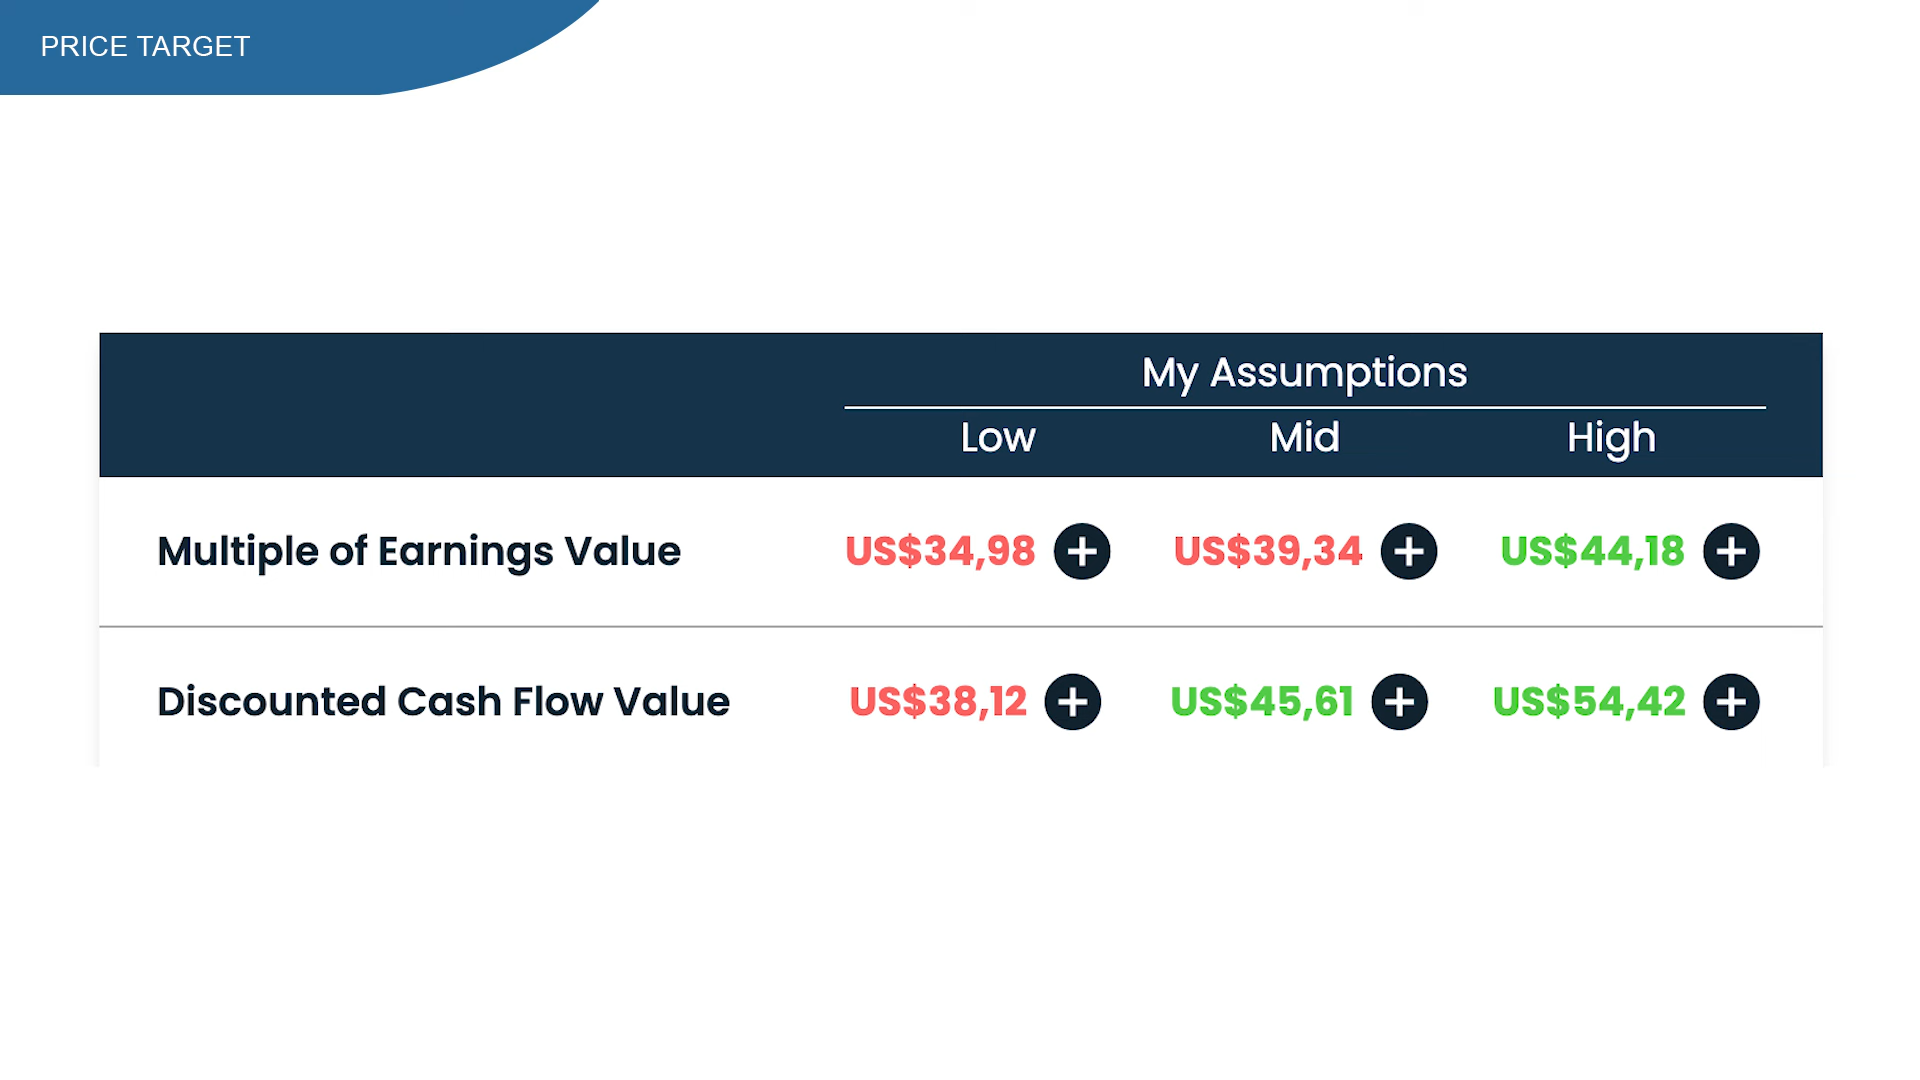 PRICE TARGET
My Assumptions
Low Mid High
Multiple of Earnings Value US$34,98 US$39,34 US$44,18
Discounted Cash Flow Value US$38,12 US$45,61 US$54,42